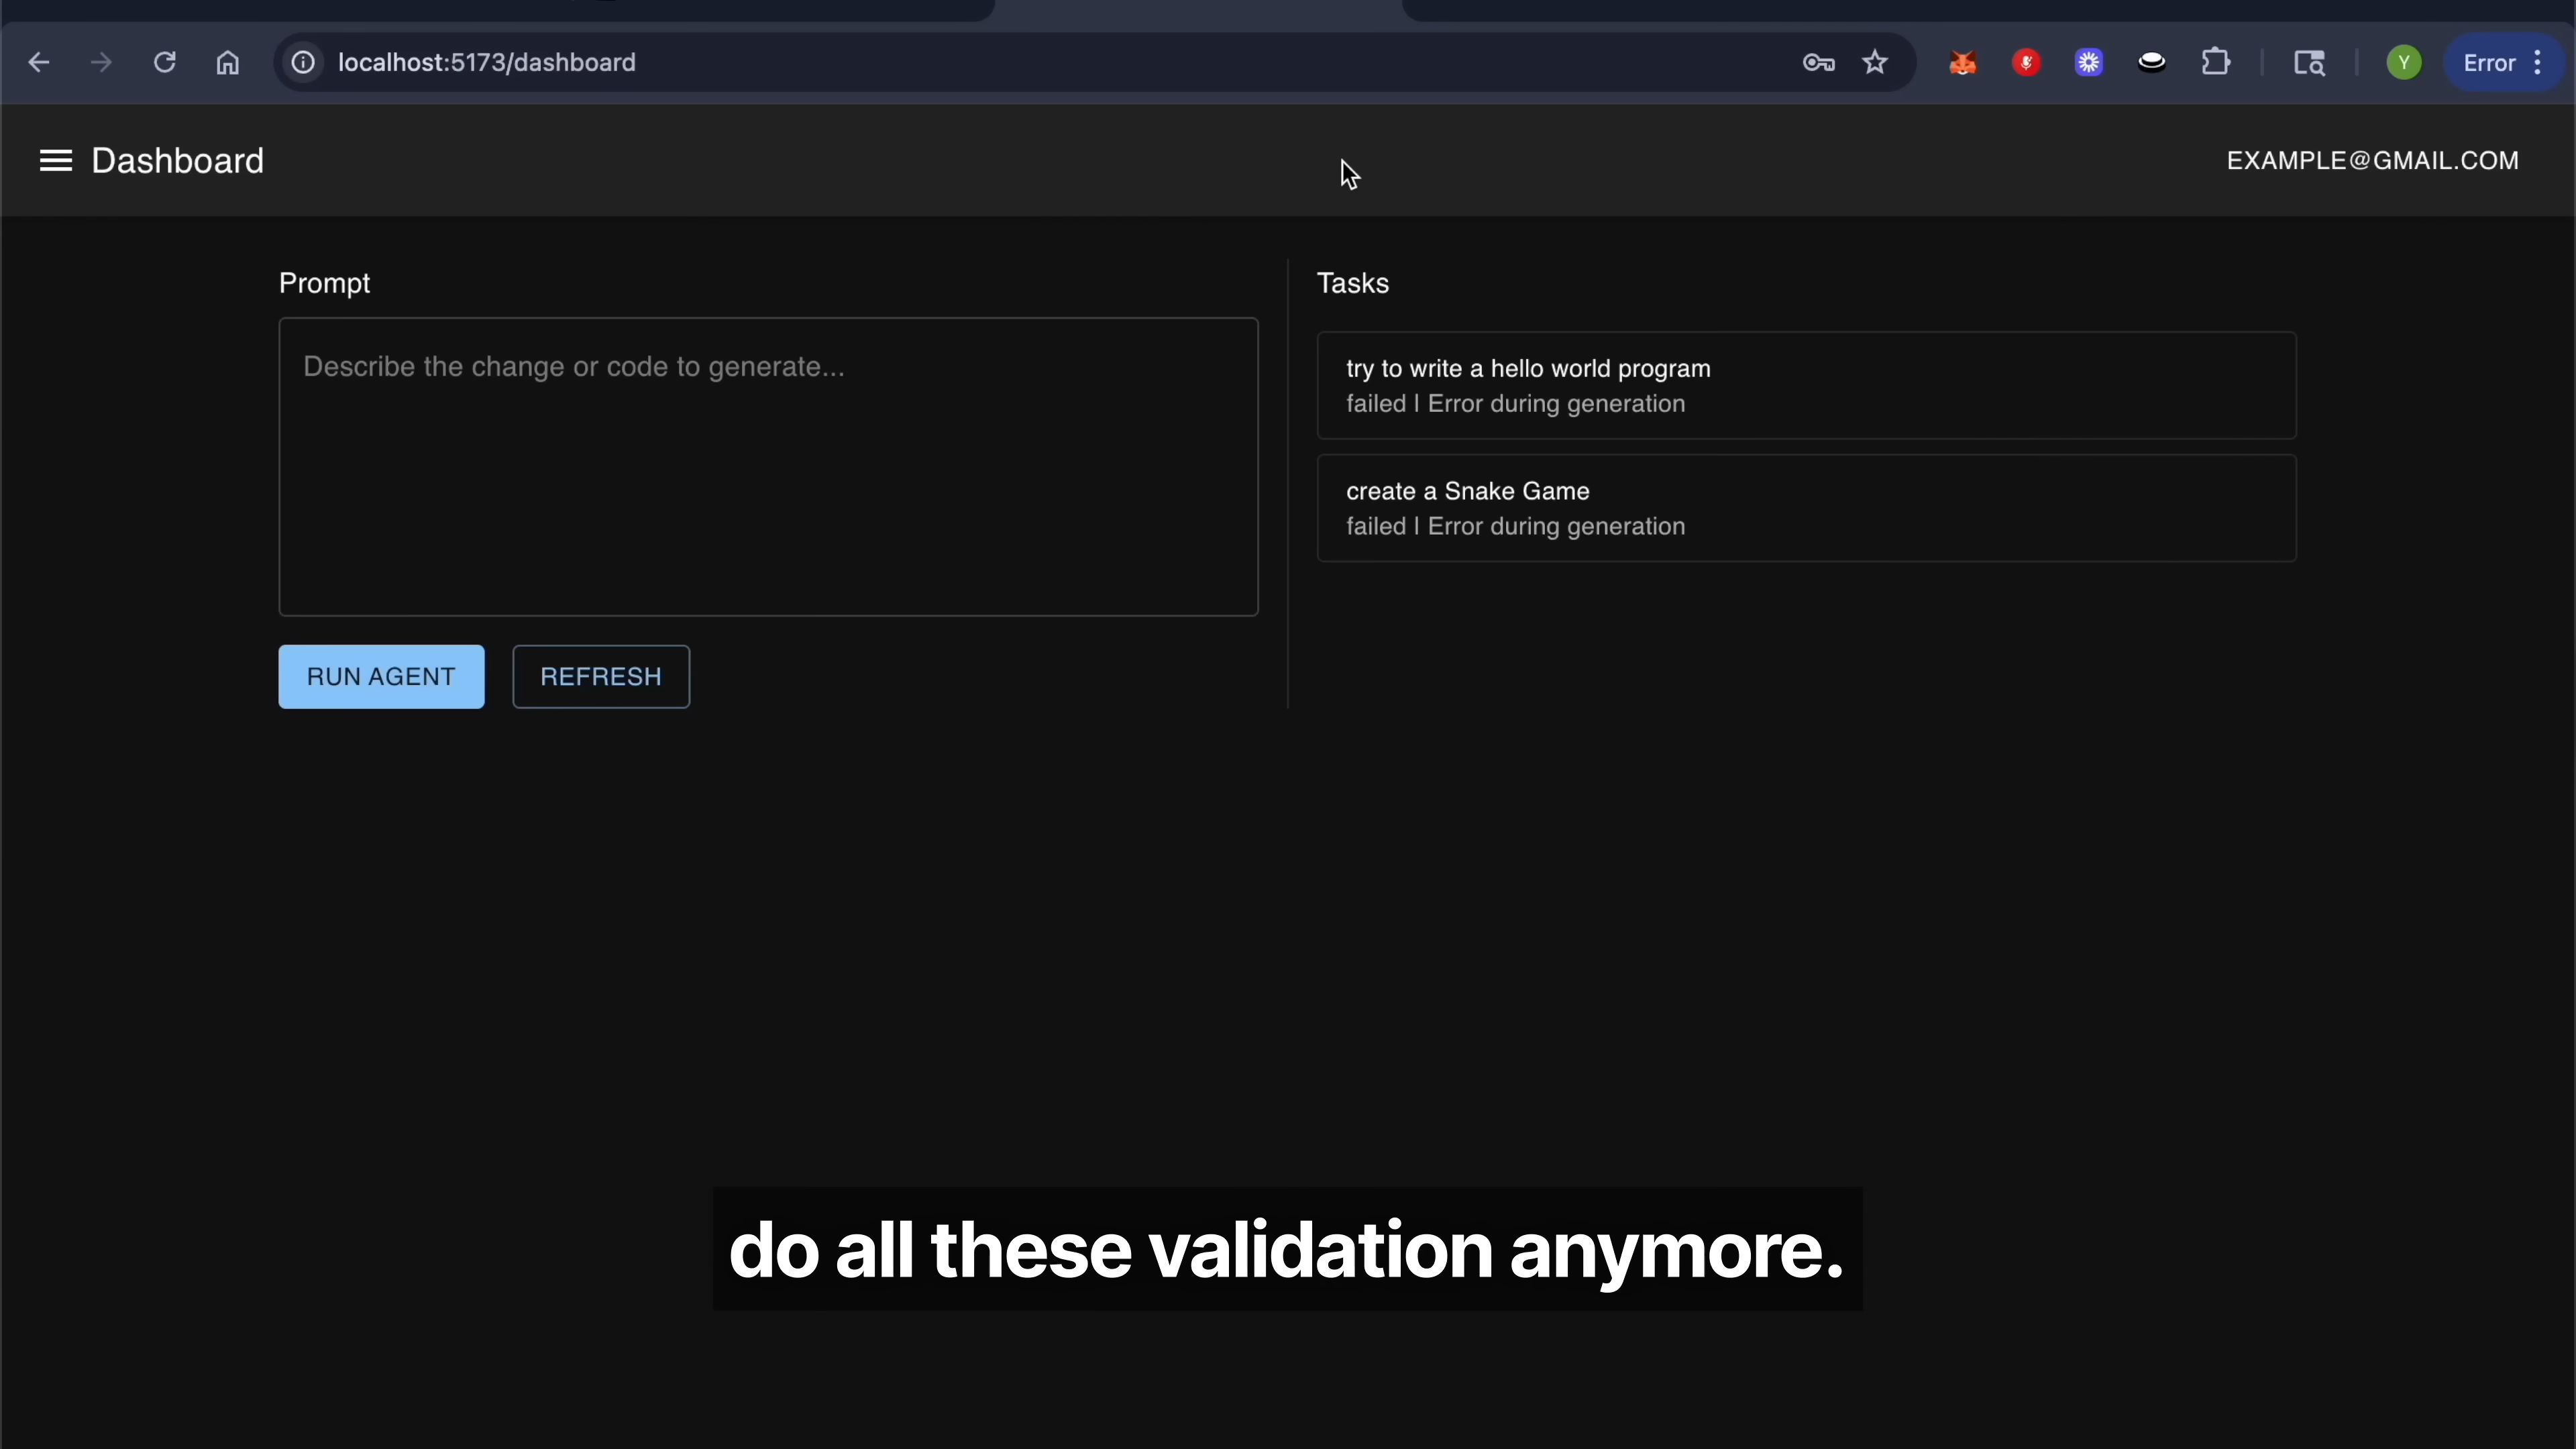 localhost:5173/dashboard
Y
Error
Dashboard
EXAMPLE@GMAIL.COM
Prompt
Describe the change or code to generate...
RUN AGENT
REFRESH
Tasks
try to write a hello world program
failed | Error during generation
create a Snake Game
failed | Error during generation
do all these validation anymore.